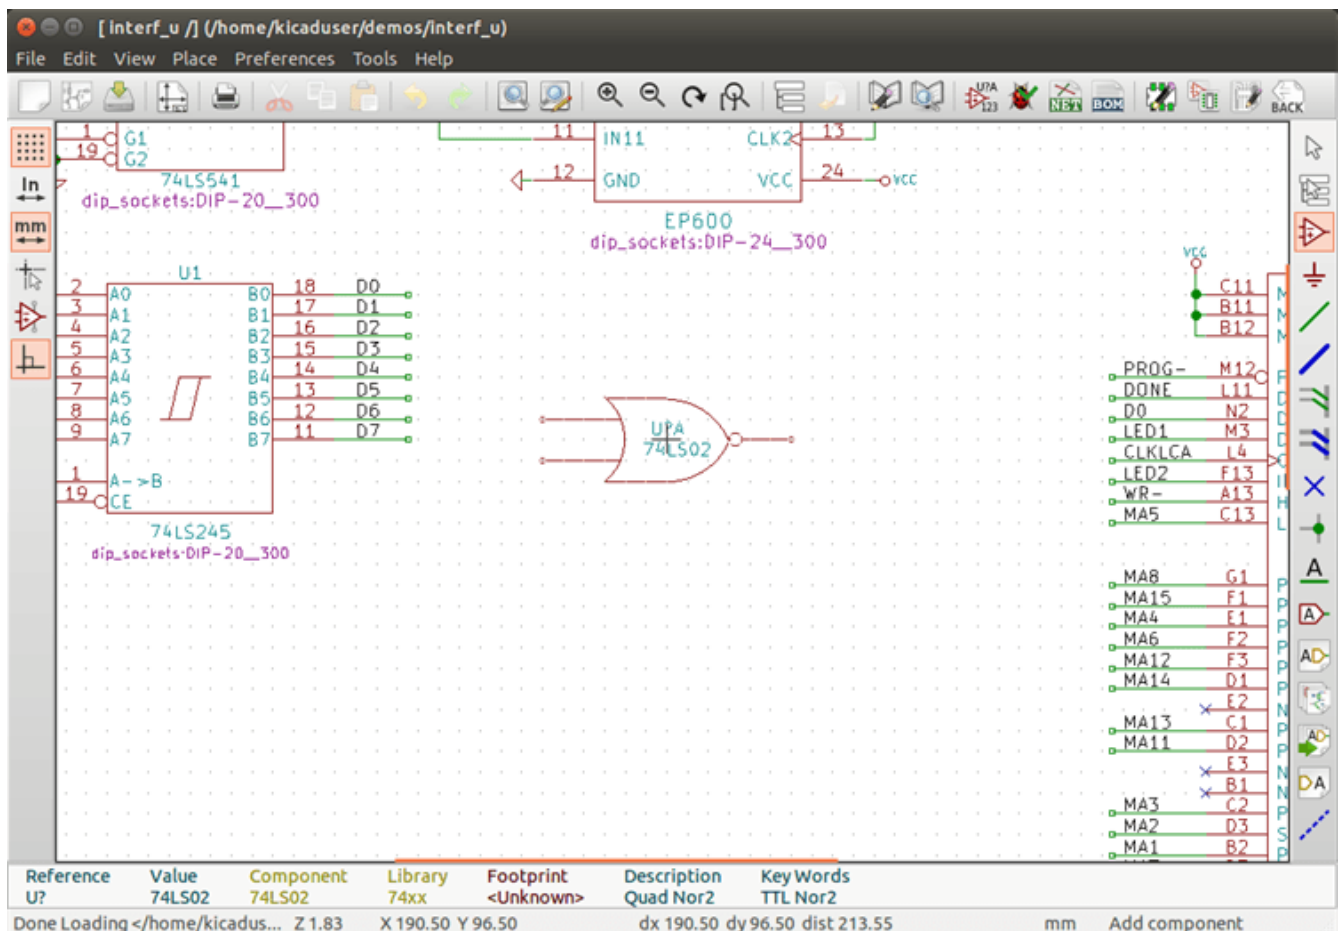 [ interf_u /] (/home/kicaduser/demos/interf_u)
File Edit View Place Preferences Tools Help
U?A
123
NET
BOM
BACK
In
mm
1 G1
19 G2
74LS541
dip_sockets:DIP-20__300
11 IN11 CLK2 13
12 GND VCC 24 VCC
EP600
dip_sockets:DIP-24__300
U1
2 A0 B0 18 D0
3 A1 B1 17 D1
4 A2 B2 16 D2
5 A3 B3 15 D3
6 A4 B4 14 D4
7 A5 B5 13 D5
8 A6 B6 12 D6
9 A7 B7 11 D7
1 A->B
19 CE
74LS245
dip_sockets:DIP-20__300
U?A
74LS02
VCC
C11 M
B11 M
B12 M
PROG- M12
DONE L11 D
D0 N2 D
LED1 M3 D
CLKLCA L4
LED2 F13
WR- A13 H
MA5 C13 L
MA8 G1 P
MA15 F1 P
MA4 E1 P
MA6 F2 P
MA12 F3 P
MA14 D1 P
E2 N
MA13 C1 P
MA11 D2 P
E3 N
B1 N
MA3 C2 P
MA2 D3 S
MA1 B2 P
A
A
AD
AD
DA
Reference Value Component Library Footprint Description Key Words
U? 74LS02 74LS02 74xx <Unknown> Quad Nor2 TTL Nor2
Done Loading </home/kicadus... Z 1.83 X 190.50 Y 96.50 dx 190.50 dy 96.50 dist 213.55 mm Add component